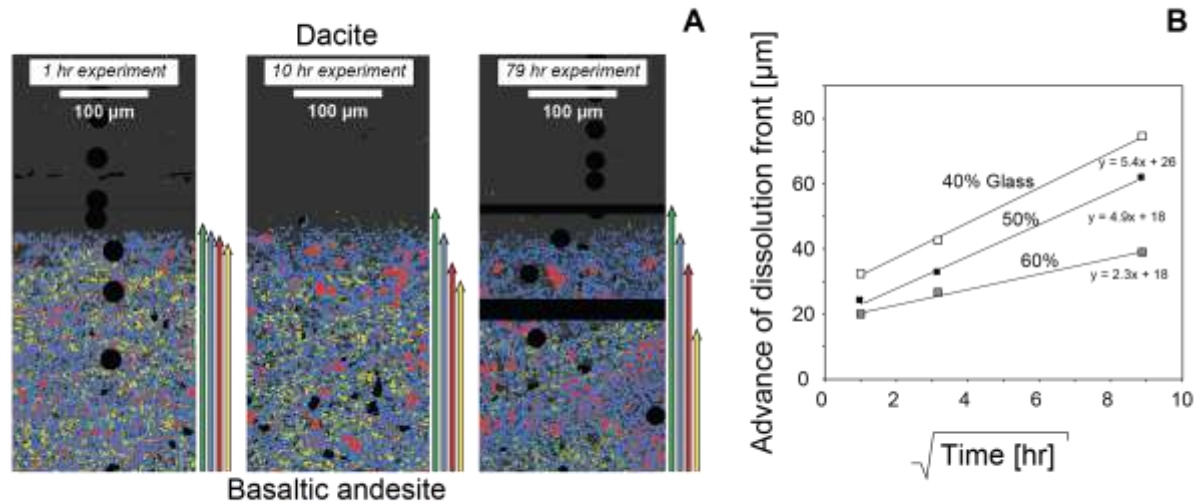 Dacite
A
1 hr experiment
100 µm
10 hr experiment
100 µm
79 hr experiment
100 µm
Basaltic andesite
B
Advance of dissolution front [µm]
80
60
40
20
0
40% Glass
50%
60%
y = 5.4x + 26
y = 4.9x + 18
y = 2.3x + 18
0 2 4 6 8 10
√Time [hr]